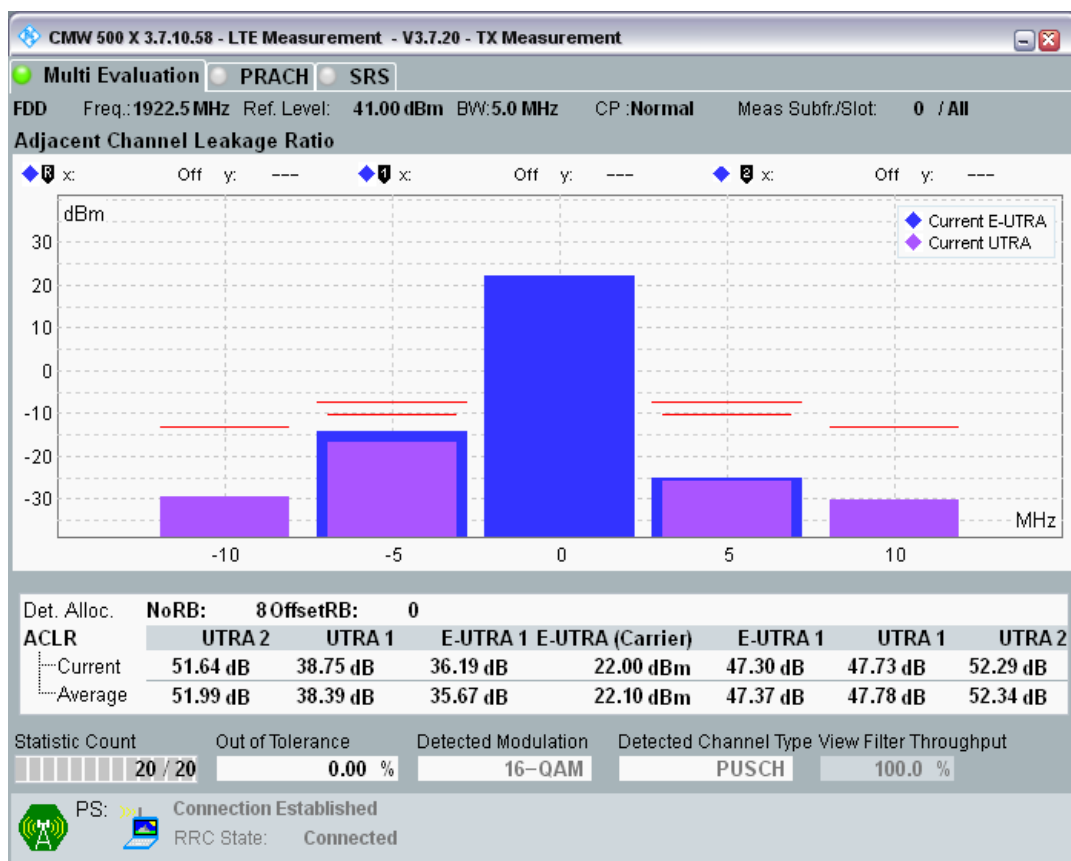 CMW 500 X 3.7.10.58 - LTE Measurement - V3.7.20 - TX Measurement
Multi Evaluation PRACH SRS
FDD Freq.: 1922.5 MHz Ref. Level: 41.00 dBm BW: 5.0 MHz CP : Normal Meas Subfr./Slot: 0 / All
Adjacent Channel Leakage Ratio
R x: Off y: --- 1 x: Off y: --- 2 x: Off y: ---
dBm
Current E-UTRA
Current UTRA
30
20
10
0
-10
-20
-30
MHz
-10 -5 0 5 10
Det. Alloc. NoRB: 8 OffsetRB: 0
ACLR UTRA 2 UTRA 1 E-UTRA 1 E-UTRA (Carrier) E-UTRA 1 UTRA 1 UTRA 2
Current 51.64 dB 38.75 dB 36.19 dB 22.00 dBm 47.30 dB 47.73 dB 52.29 dB
Average 51.99 dB 38.39 dB 35.67 dB 22.10 dBm 47.37 dB 47.78 dB 52.34 dB
Statistic Count Out of Tolerance Detected Modulation Detected Channel Type View Filter Throughput
20 / 20 0.00 % 16-QAM PUSCH 100.0 %
PS: Connection Established
RRC State: Connected